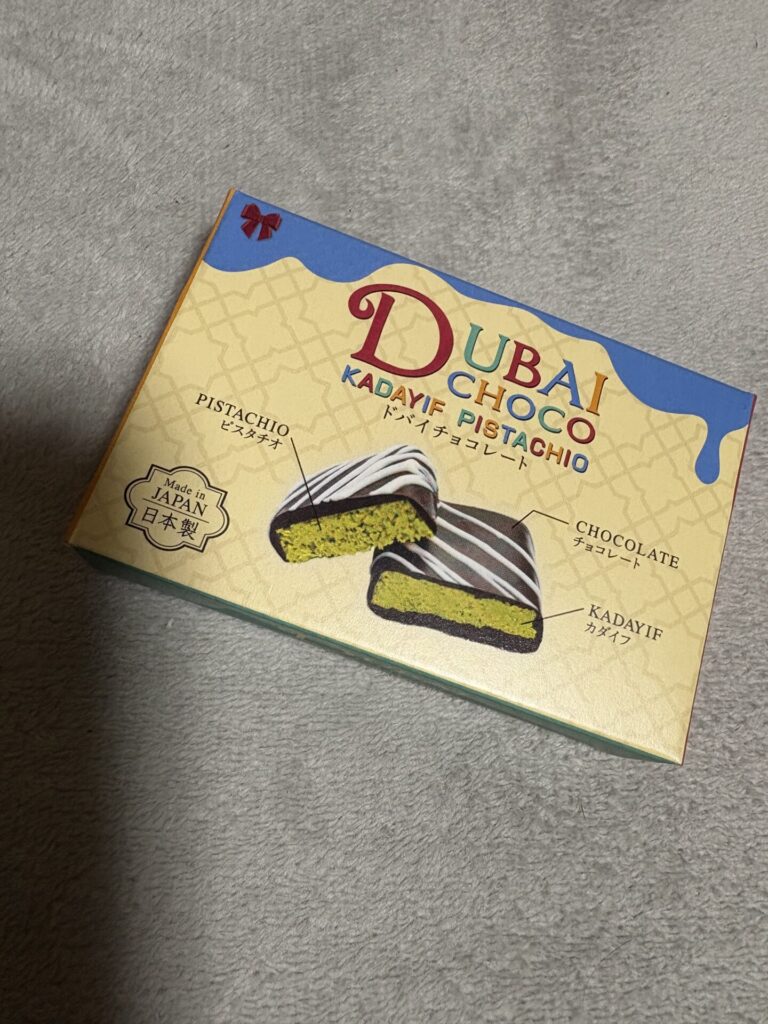 DUBAI
CHOCO
KADAYIF PISTACHIO
ドバイチョコレート
PISTACHIO
ピスタチオ
Made in
JAPAN
日本製
CHOCOLATE
チョコレート
KADAYIF
カダイフ